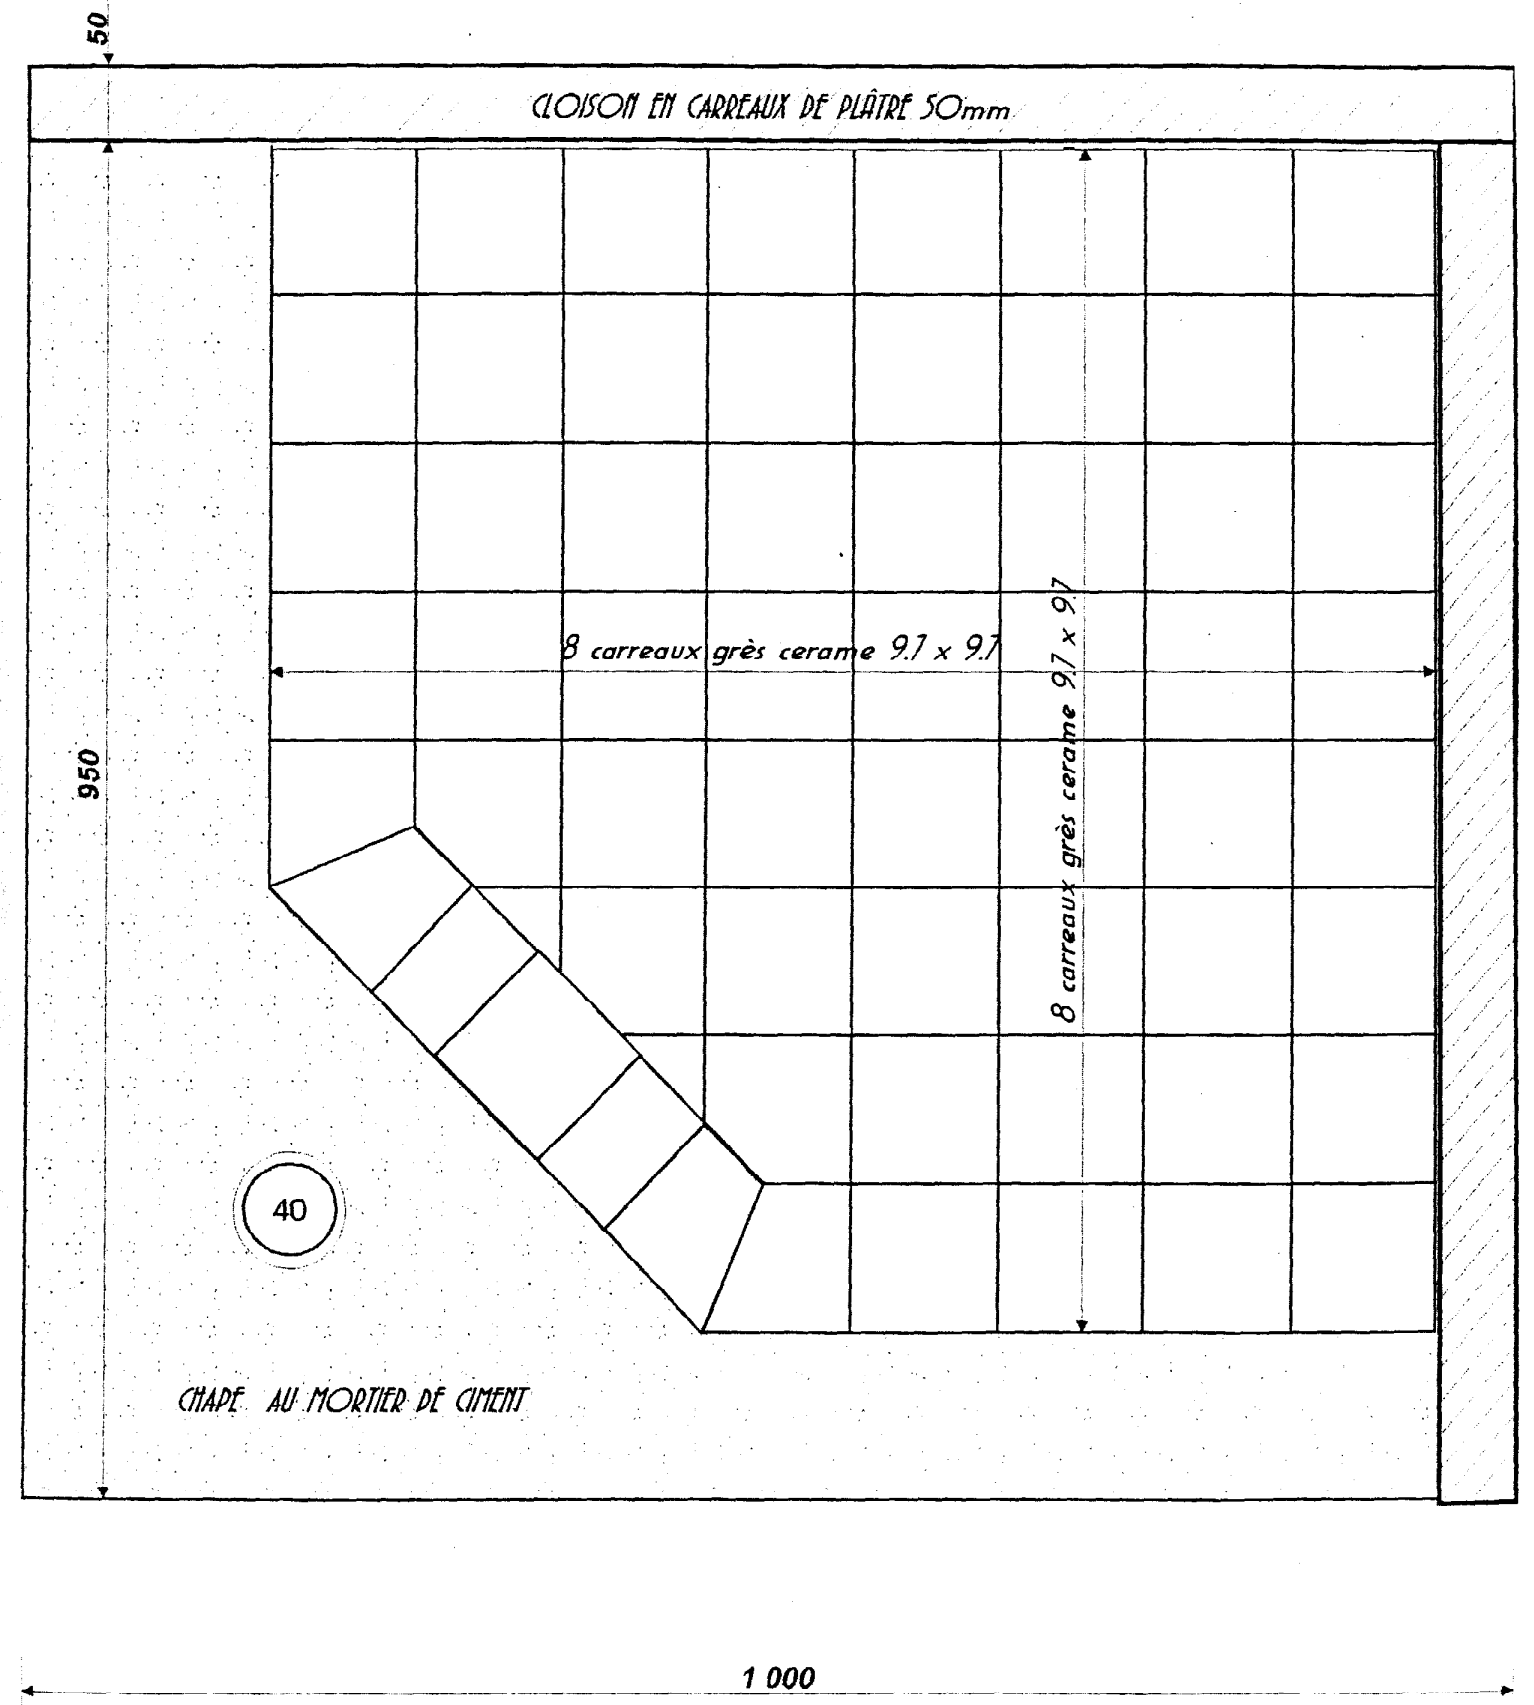 50
CLOISON EN CARREAUX DE PLÂTRE 50mm
8 carreaux grès cerame 9.7 x 9.7
8 carreaux grès cerame 9.7 x 9.7
950
40
CHAPE AU MORTIER DE CIMENT
1 000